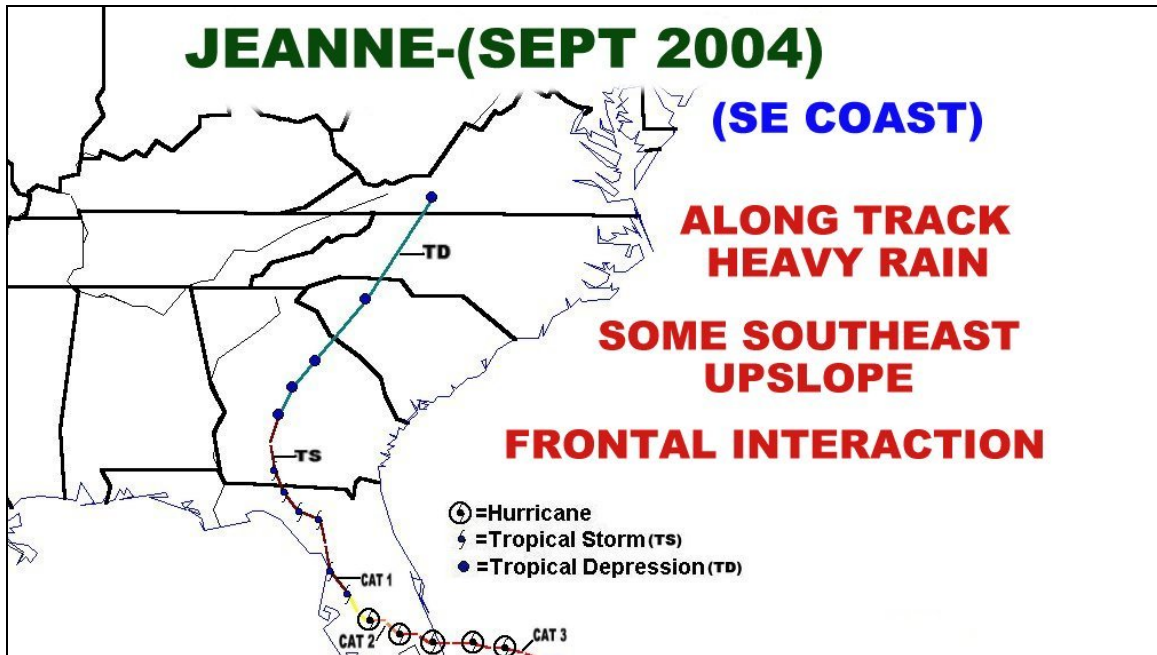 JEANNE-(SEPT 2004)
(SE COAST)
ALONG TRACK
HEAVY RAIN
TD
SOME SOUTHEAST
UPSLOPE
FRONTAL INTERACTION
TS
=Hurricane
=Tropical Storm (TS)
=Tropical Depression (TD)
CAT 1
CAT 2
CAT 3